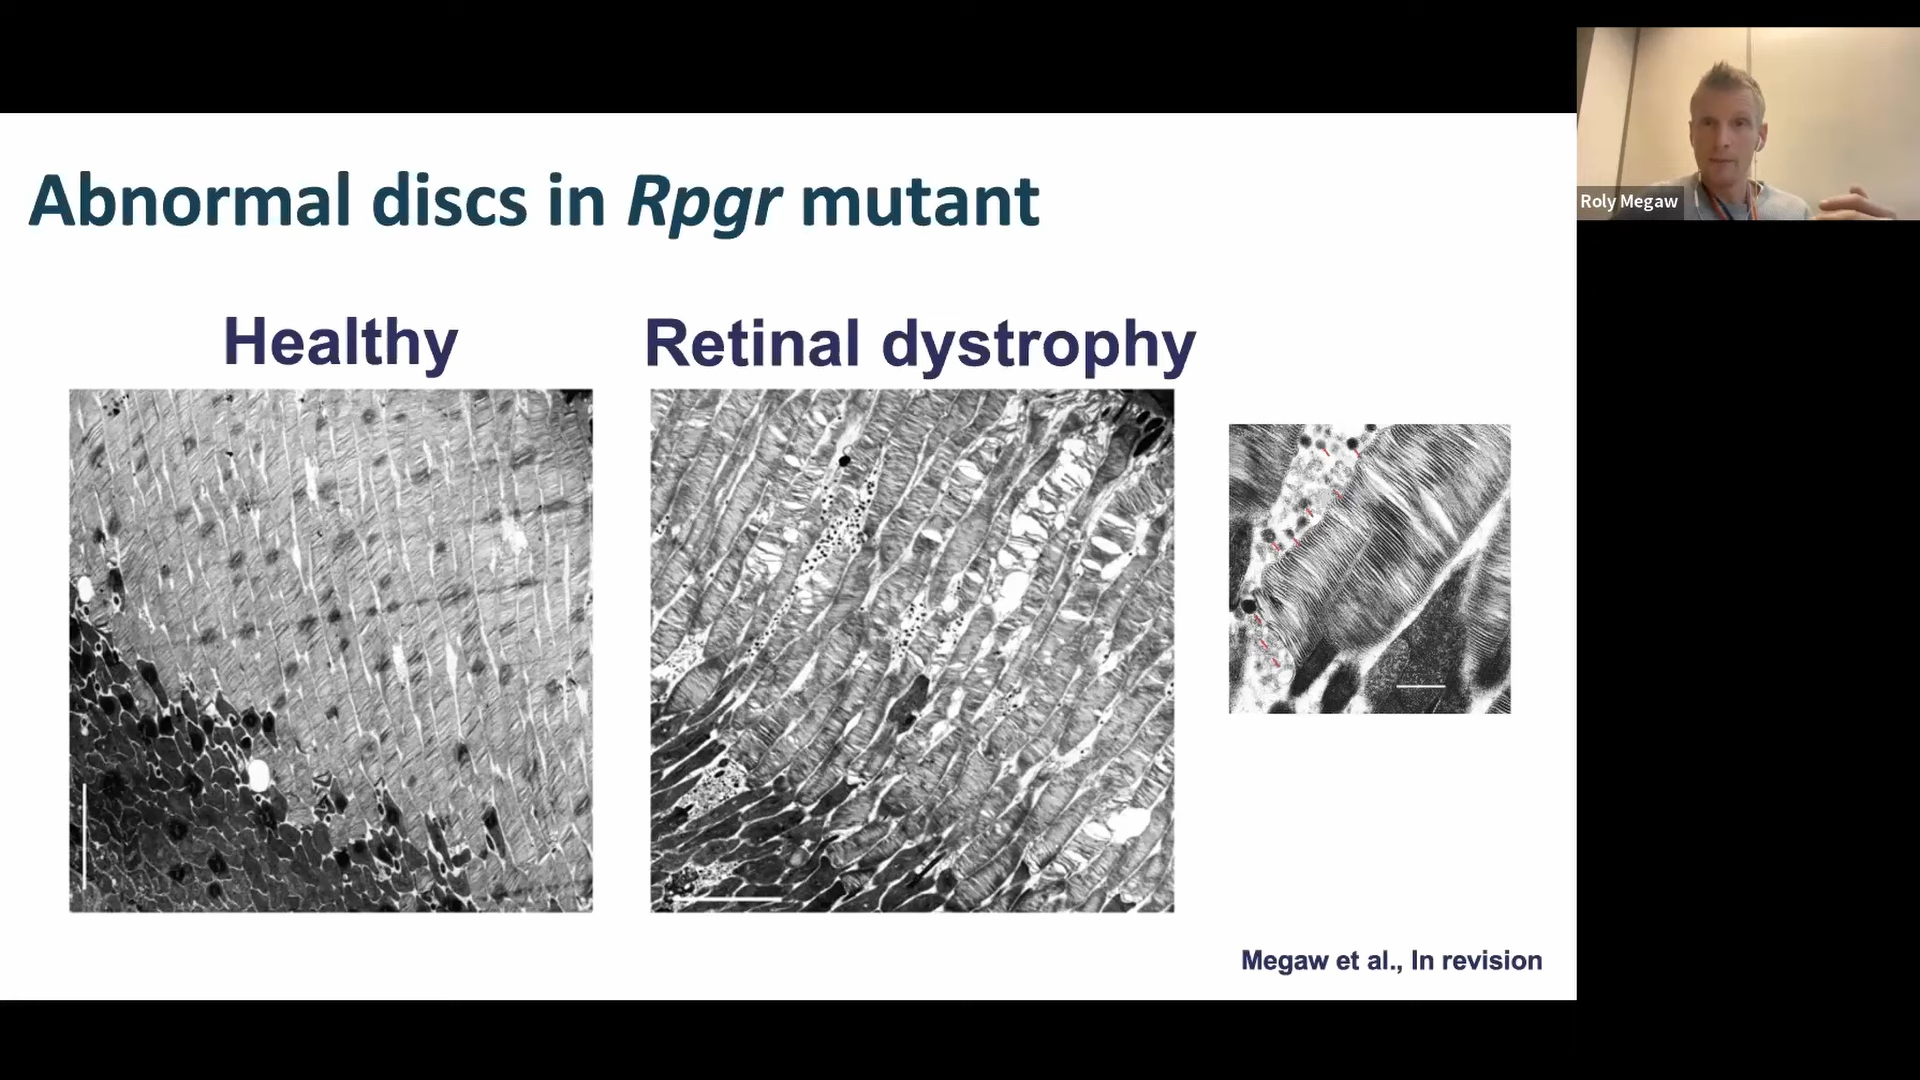 Abnormal discs in Rpgr mutant
Healthy
Retinal dystrophy
Megaw et al., In revision
Roly Megaw